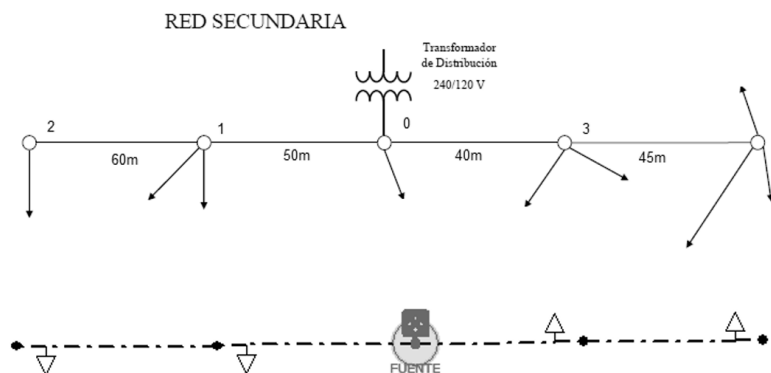 RED SECUNDARIA
Transformador
de Distribución
240/120 V
2
1
0
3
60m
50m
40m
45m
FUENTE